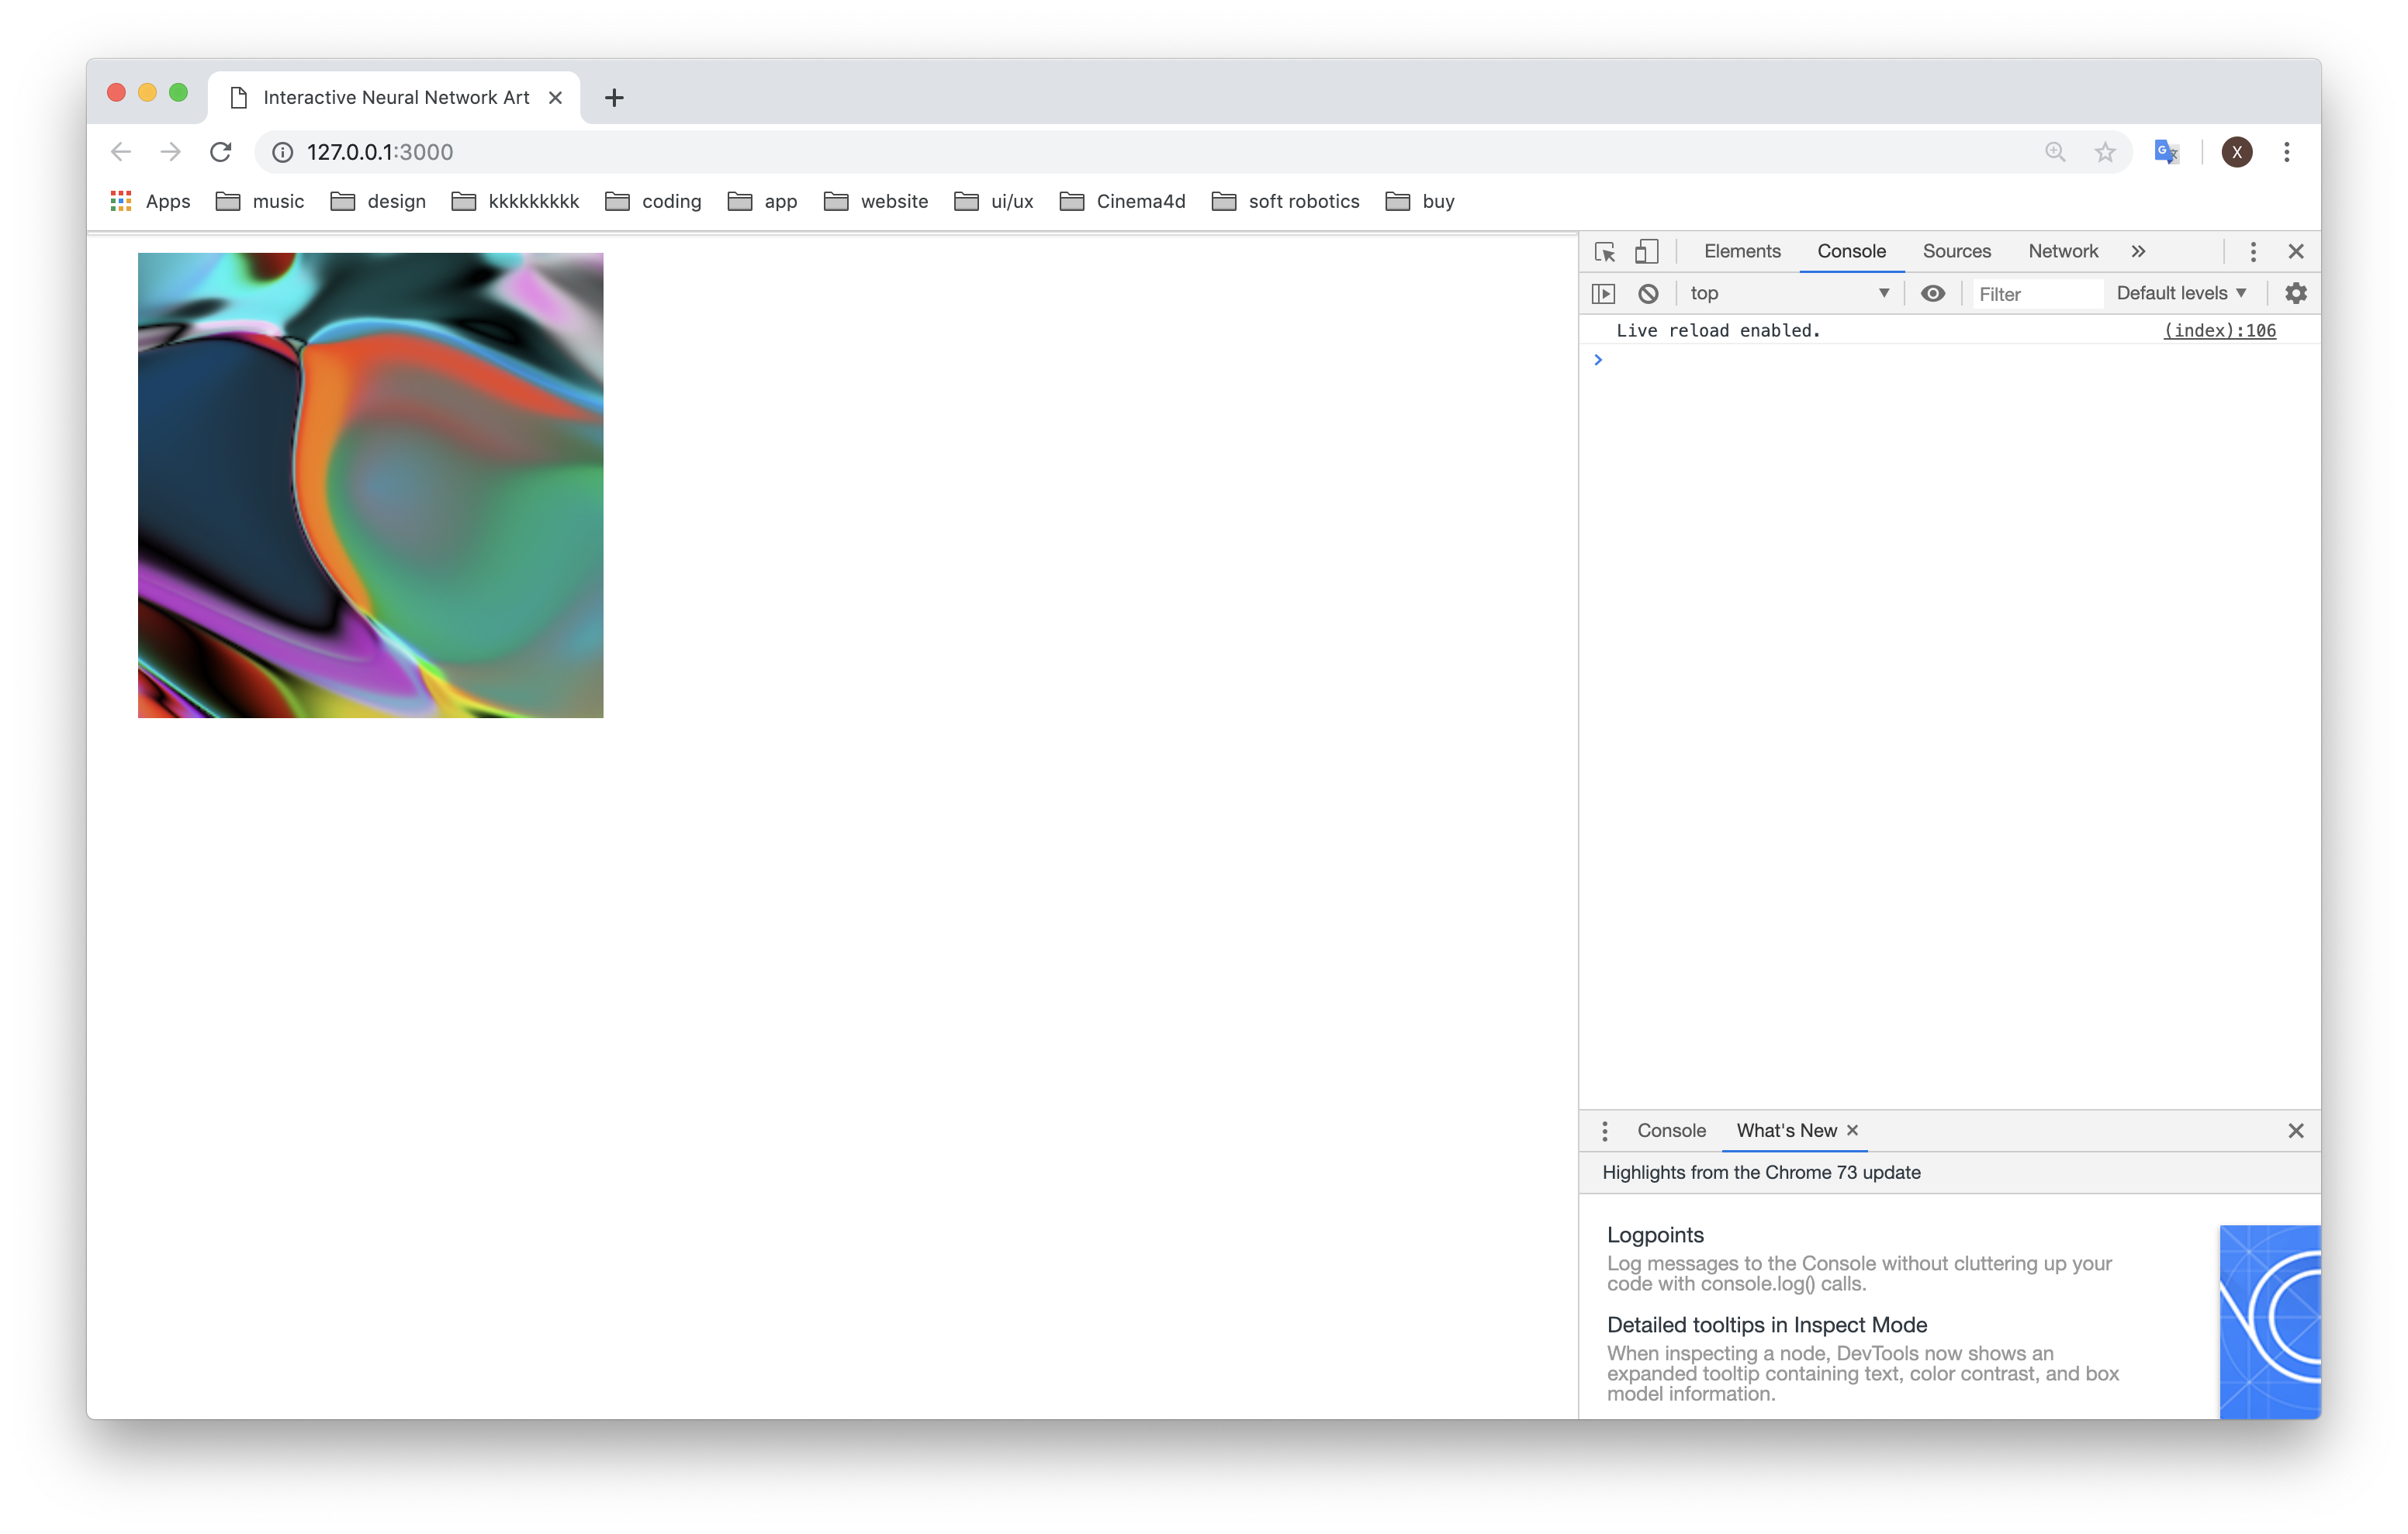 Interactive Neural Network Art
127.0.0.1:3000
X
Apps music design kkkkkkkkk coding app website ui/ux Cinema4d soft robotics buy
Elements Console Sources Network
top Filter Default levels
Live reload enabled. (index):106
Console What's New
Highlights from the Chrome 73 update
Logpoints
Log messages to the Console without cluttering up your
code with console.log() calls.
Detailed tooltips in Inspect Mode
When inspecting a node, DevTools now shows an
expanded tooltip containing text, color contrast, and box
model information.